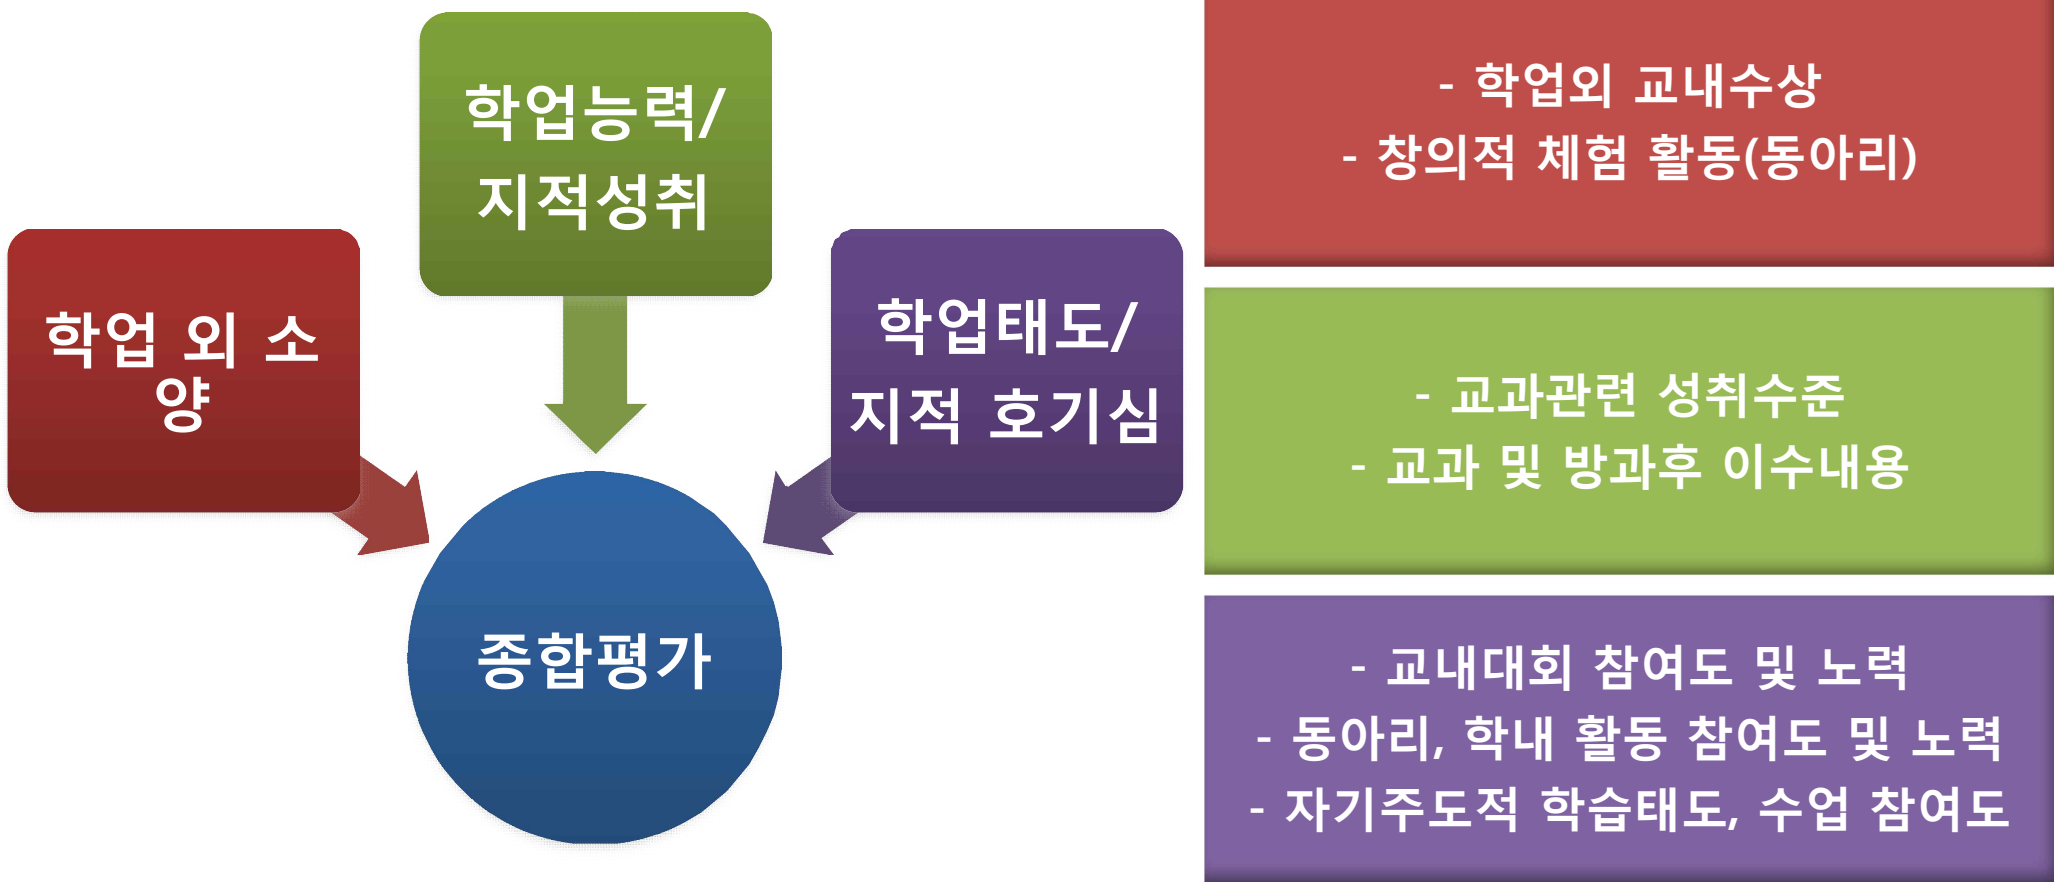 학업능력/
지적성취
학업 외 소
양
학업태도/
지적 호기심
종합평가
- 학업외 교내수상
- 창의적 체험 활동(동아리)
- 교과관련 성취수준
- 교과 및 방과후 이수내용
- 교내대회 참여도 및 노력
- 동아리, 학내 활동 참여도 및 노력
- 자기주도적 학습태도, 수업 참여도